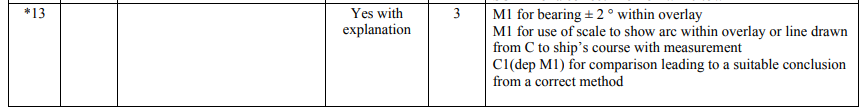 *13
Yes with
explanation
3
M1 for bearing ± 2 ° within overlay
M1 for use of scale to show arc within overlay or line drawn
from C to ship's course with measurement
C1(dep M1) for comparison leading to a suitable conclusion
from a correct method